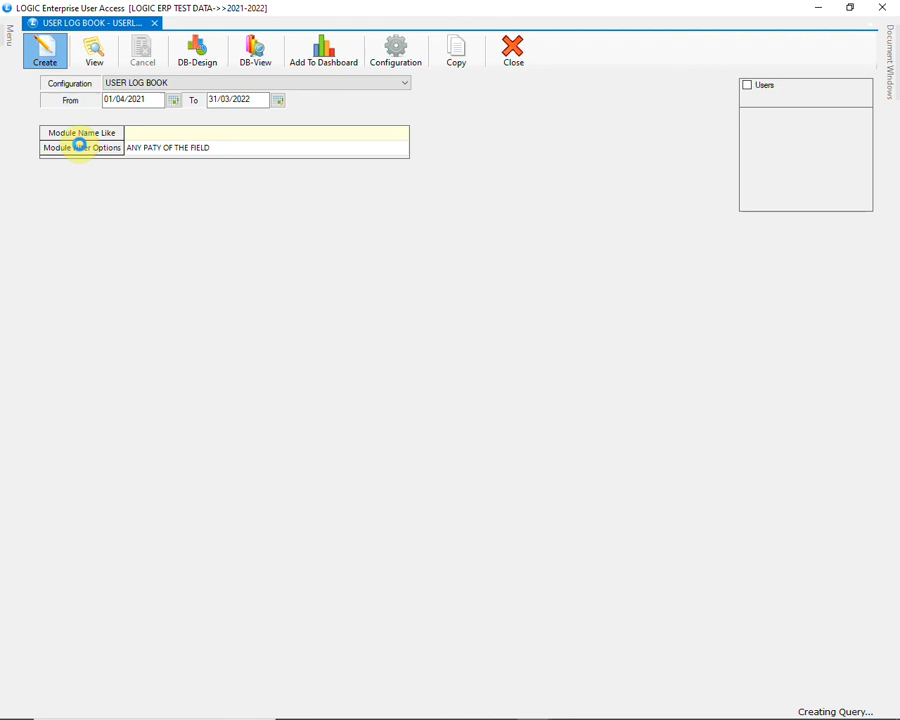 LOGIC Enterprise User Access [LOGIC ERP TEST DATA->>2021-2022]
USER LOG BOOK - USERL...
Menu
Document Windows
Create
View
Cancel
DB-Design
DB-View
Add To Dashboard
Configuration
Copy
Close
Configuration USER LOG BOOK
From 01/04/2021 To 31/03/2022
Users
Module Name Like
Module Filter Options ANY PATY OF THE FIELD
Creating Query...